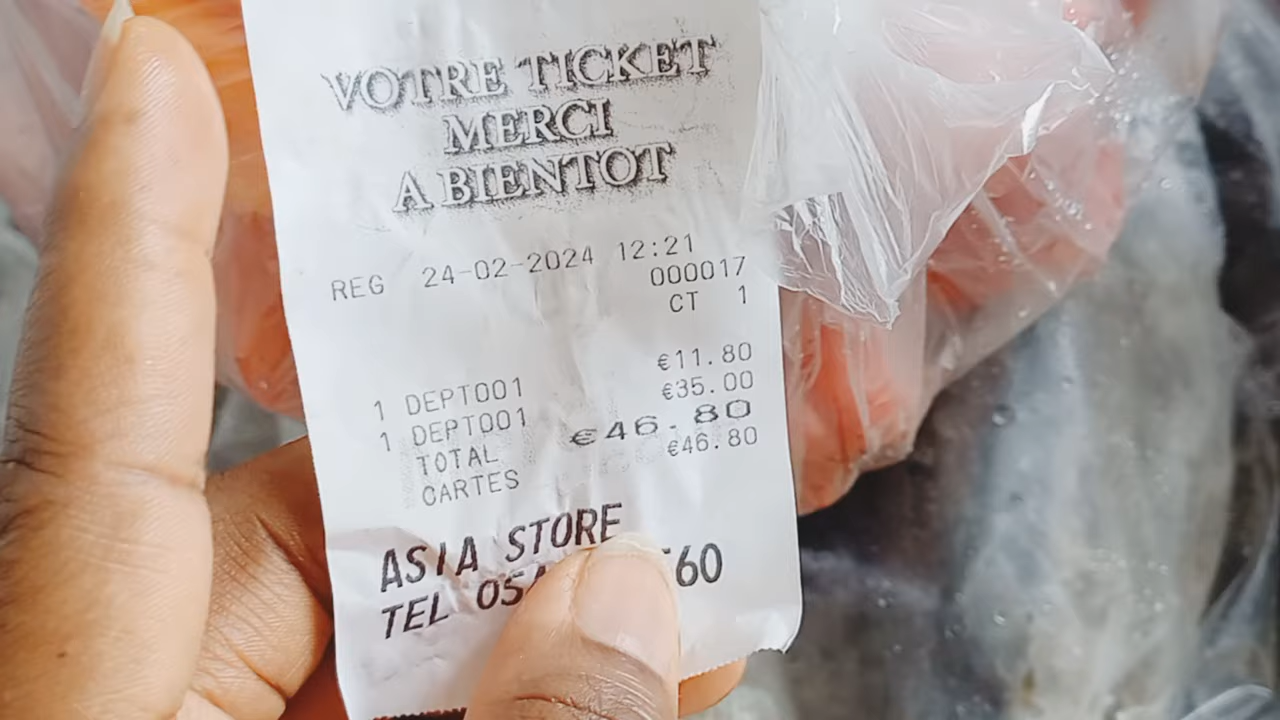 VOTRE TICKET
MERCI
A BIENTOT
REG 24-02-2024 12:21
000017
CT 1
1 DEPT001 €11.80
1 DEPT001 €35.00
TOTAL €46.80
CARTES €46.80
ASIA STORE
TEL 60